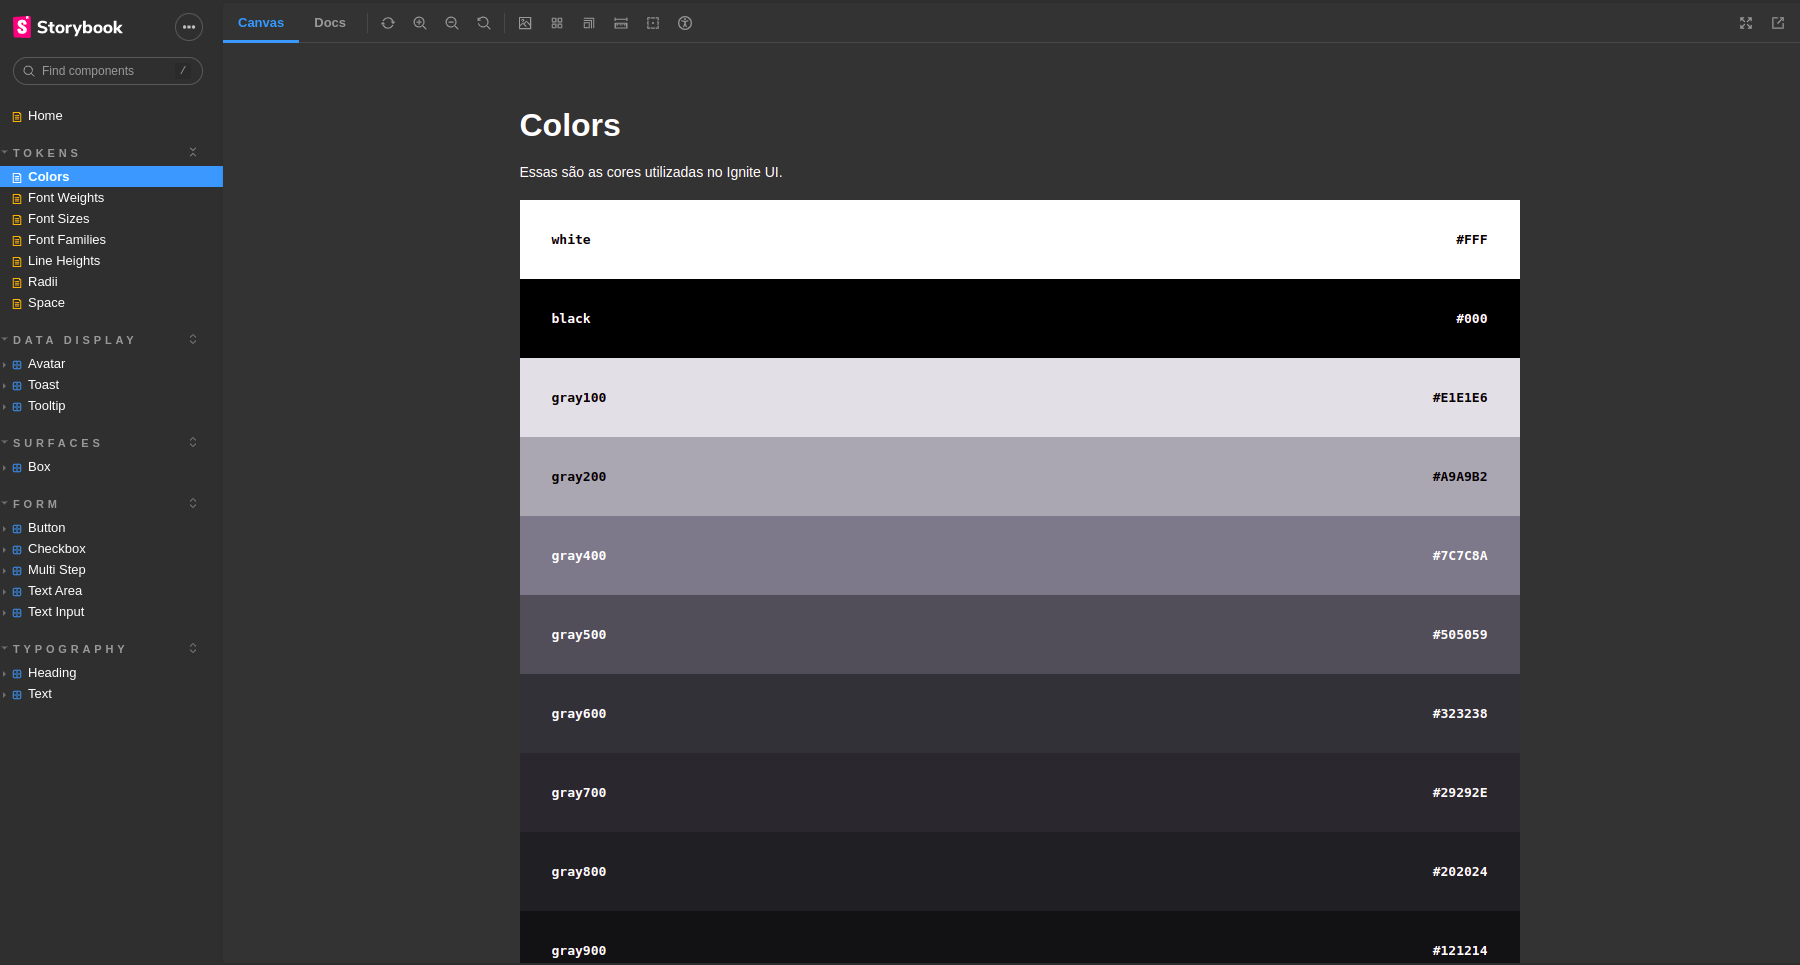 Storybook
Find components /
Home
TOKENS
Colors
Font Weights
Font Sizes
Font Families
Line Heights
Radii
Space
DATA DISPLAY
Avatar
Toast
Tooltip
SURFACES
Box
FORM
Button
Checkbox
Multi Step
Text Area
Text Input
TYPOGRAPHY
Heading
Text
Canvas Docs
Colors
Essas são as cores utilizadas no Ignite UI.
white #FFF
black #000
gray100 #E1E1E6
gray200 #A9A9B2
gray400 #7C7C8A
gray500 #505059
gray600 #323238
gray700 #29292E
gray800 #202024
gray900 #121214